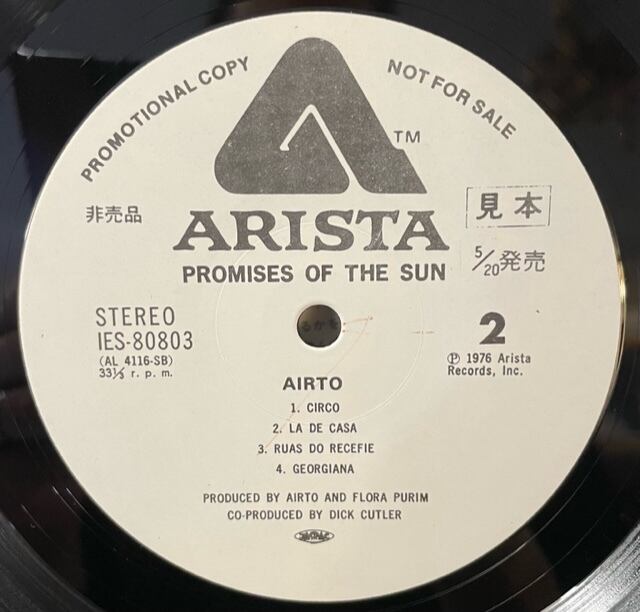 PROMOTIONAL COPY
NOT FOR SALE
TM
非売品
見本
ARISTA
5/20発売
PROMISES OF THE SUN
STEREO
IES-80803
(AL 4116-SB)
33⅓ r. p. m.
2
℗ 1976 Arista
Records, Inc.
AIRTO
1. CIRCO
2. LA DE CASA
3. RUAS DO RECEFIE
4. GEORGIANA
PRODUCED BY AIRTO AND FLORA PURIM
CO-PRODUCED BY DICK CUTLER